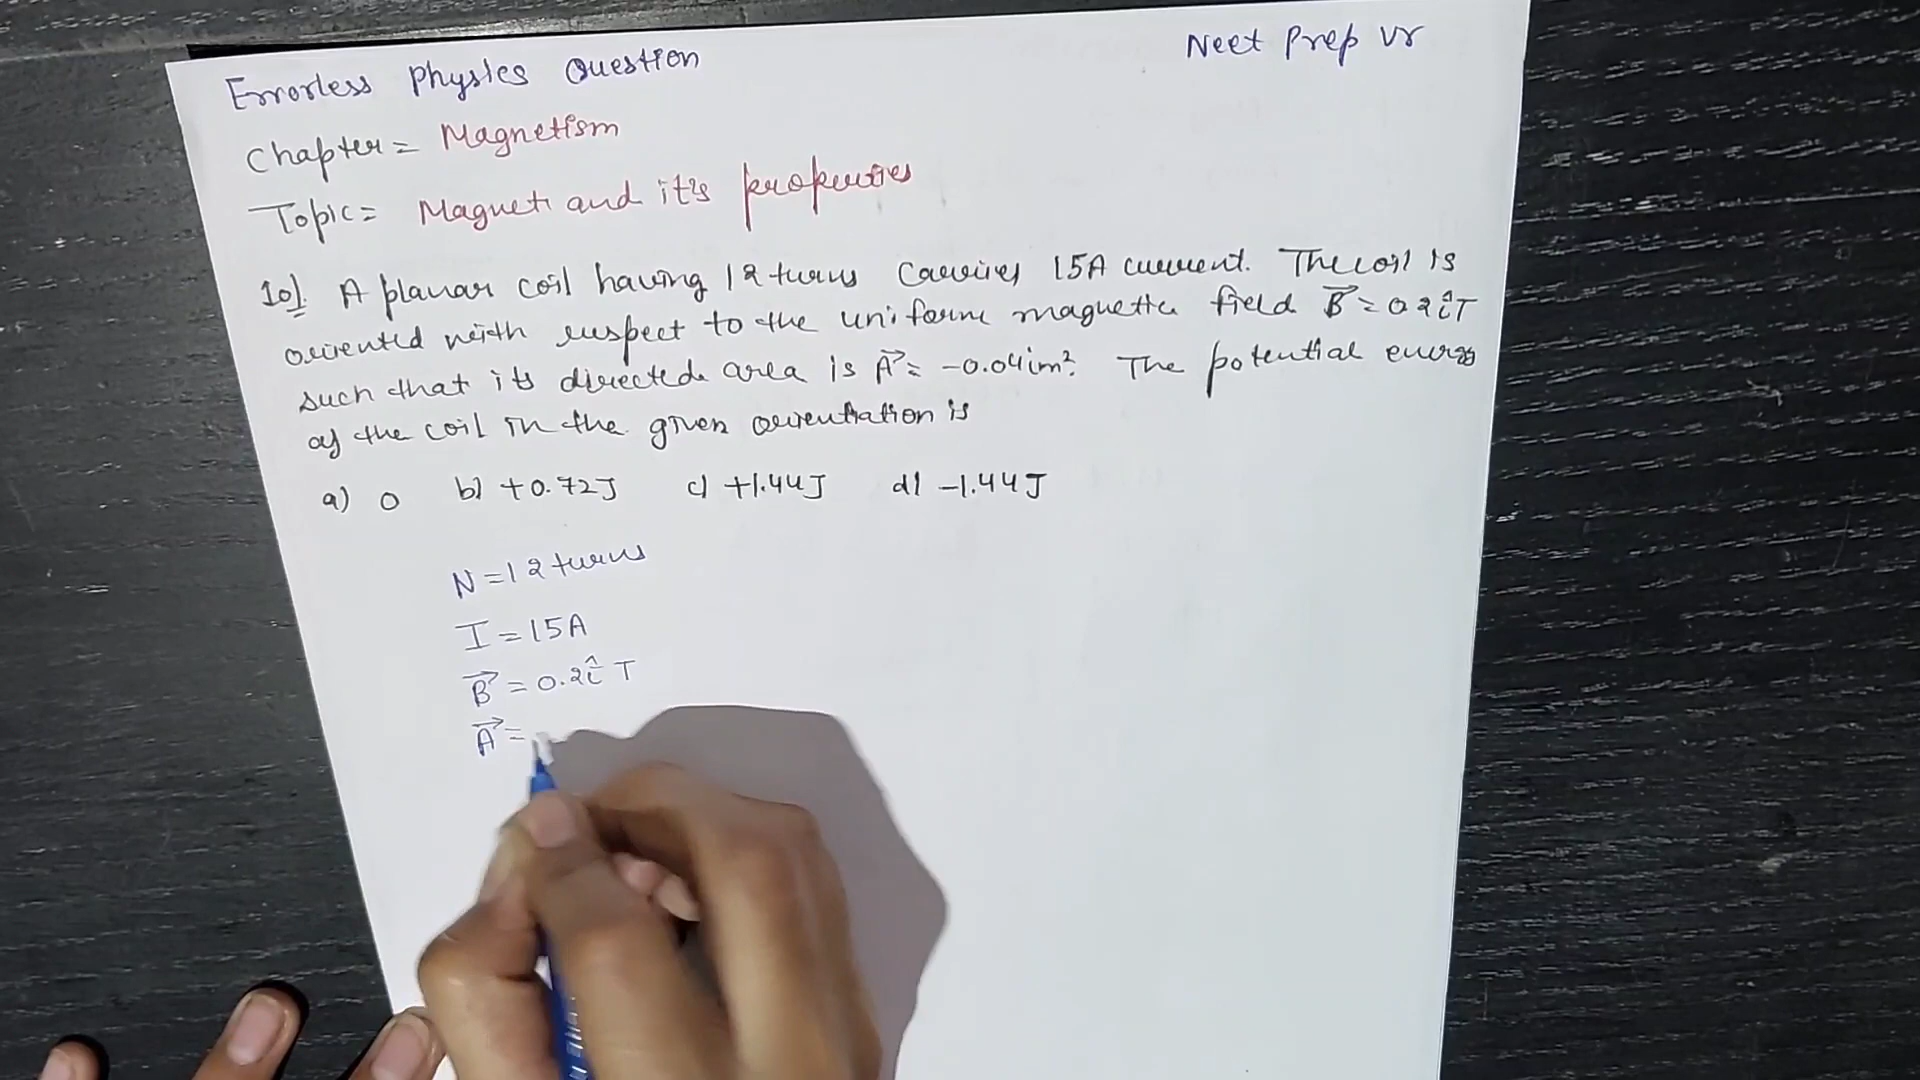 Errorless Physics Question
Neet Prep Vr
Chapter = Magnetism
Topic = Magnet and it's properties
10]. A planar coil having 12 turns carries 15A current. The coil is
oriented with respect to the uniform magnetic field B⃗ = 0.2îT
such that its directed area is A⃗ = -0.04im². The potential energy
of the coil in the given orientation is
a) 0 b) +0.72J c) +1.44J d) -1.44J
N = 12 turns
I = 15A
B⃗ = 0.2î T
A⃗ =